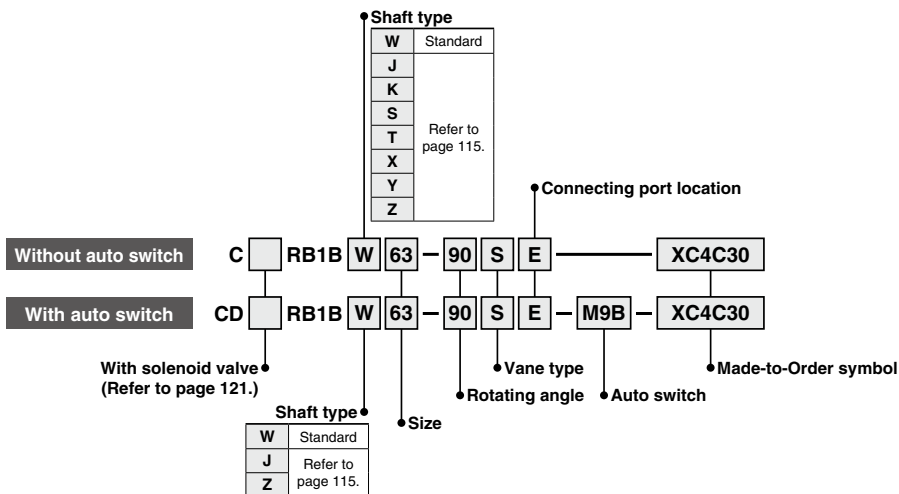 Shaft type
W Standard
J
K
S
T
X
Y
Z
Refer to
page 115.
Connecting port location
Without auto switch C RB1B W 63 – 90 S E XC4C30
With auto switch CD RB1B W 63 – 90 S E – M9B – XC4C30
With solenoid valve
(Refer to page 121.)
Vane type
Made-to-Order symbol
Rotating angle
Auto switch
Shaft type
Size
W Standard
J
Z
Refer to
page 115.